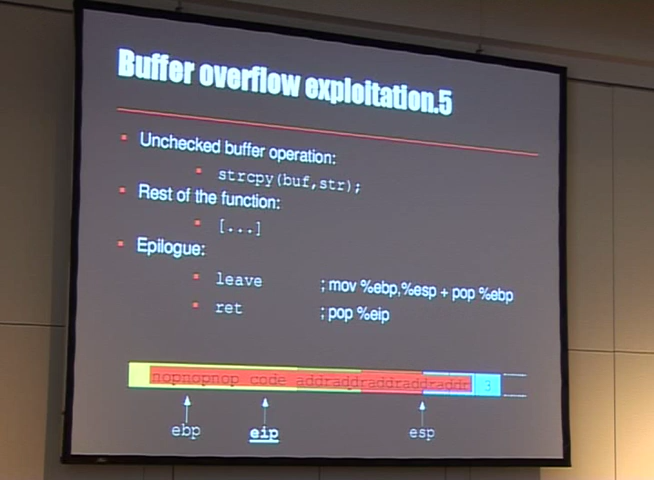 Buffer overflow exploitation.5
Unchecked buffer operation:
strcpy(buf,str);
Rest of the function:
[...]
Epilogue:
leave ; mov %ebp,%esp + pop %ebp
ret ; pop %eip
nopnopnop code addraddraddraddraddr 3
ebp eip esp